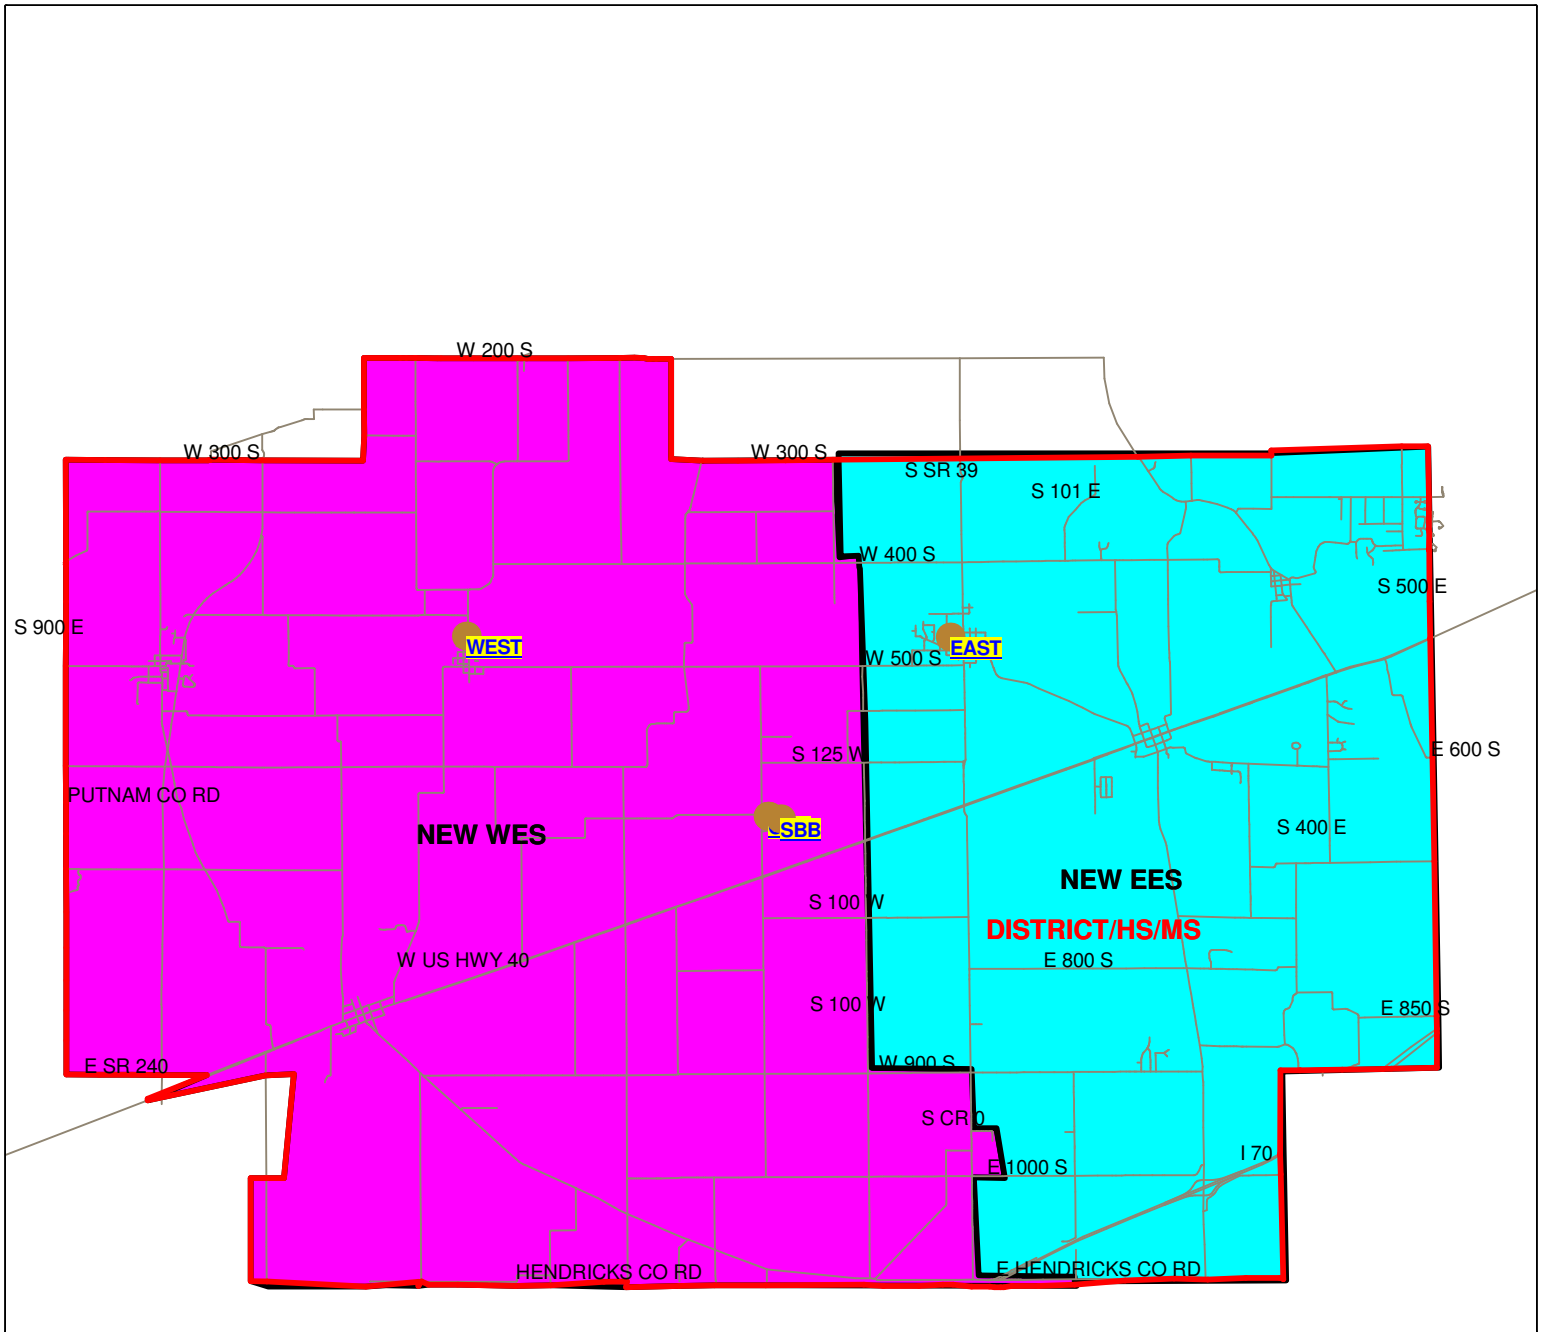 W 200 S
W 300 S
W 300 S
S SR 39
S 101 E
W 400 S
S 500 E
S 900 E
WEST
EAST
W 500 S
S 125 W
E 600 S
PUTNAM CO RD
SBB
S 400 E
NEW WES
NEW EES
S 100 W
DISTRICT/HS/MS
W US HWY 40
E 800 S
S 100 W
E 850 S
W 900 S
E SR 240
S CR 0
I 70
E 1000 S
HENDRICKS CO RD
E HENDRICKS CO RD